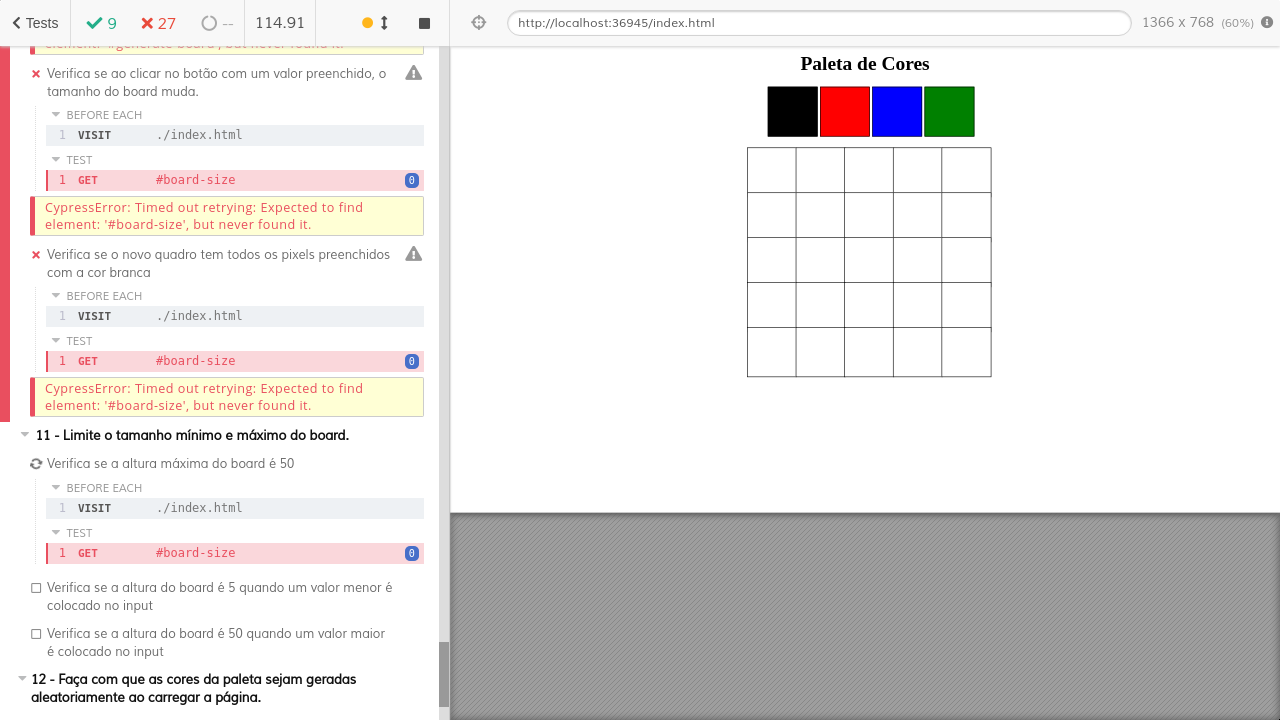 Tests
9
27
--
114.91
http://localhost:36945/index.html
1366 x 768 (60%)
element: '#generate-board', but never found it.
Verifica se ao clicar no botão com um valor preenchido, o
tamanho do board muda.
BEFORE EACH
1 VISIT ./index.html
TEST
1 GET #board-size 0
CypressError: Timed out retrying: Expected to find
element: '#board-size', but never found it.
Verifica se o novo quadro tem todos os pixels preenchidos
com a cor branca
BEFORE EACH
1 VISIT ./index.html
TEST
1 GET #board-size 0
CypressError: Timed out retrying: Expected to find
element: '#board-size', but never found it.
11 - Limite o tamanho mínimo e máximo do board.
Verifica se a altura máxima do board é 50
BEFORE EACH
1 VISIT ./index.html
TEST
1 GET #board-size 0
Verifica se a altura do board é 5 quando um valor menor é
colocado no input
Verifica se a altura do board é 50 quando um valor maior
é colocado no input
12 - Faça com que as cores da paleta sejam geradas
aleatoriamente ao carregar a página.
Paleta de Cores